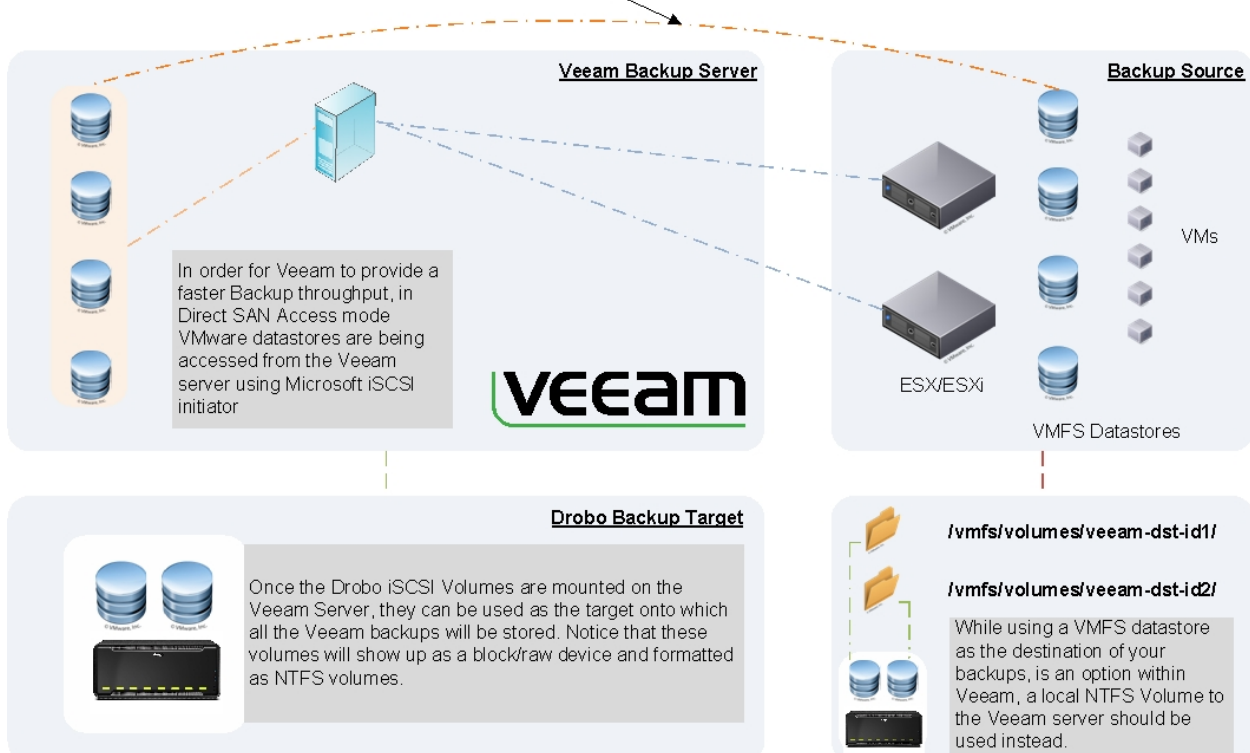 Veeam Backup Server
In order for Veeam to provide a
faster Backup throughput, in
Direct SAN Access mode
VMware datastores are being
accessed from the Veeam
server using Microsoft iSCSI
initiator
veeam
Backup Source
VMs
ESX/ESXi
VMFS Datastores
Drobo Backup Target
Once the Drobo iSCSI Volumes are mounted on the
Veeam Server, they can be used as the target onto which
all the Veeam backups will be stored. Notice that these
volumes will show up as a block/raw device and formatted
as NTFS volumes.
/vmfs/volumes/veeam-dst-id1/
/vmfs/volumes/veeam-dst-id2/
While using a VMFS datastore
as the destination of your
backups, is an option within
Veeam, a local NTFS Volume to
the Veeam server should be
used instead.